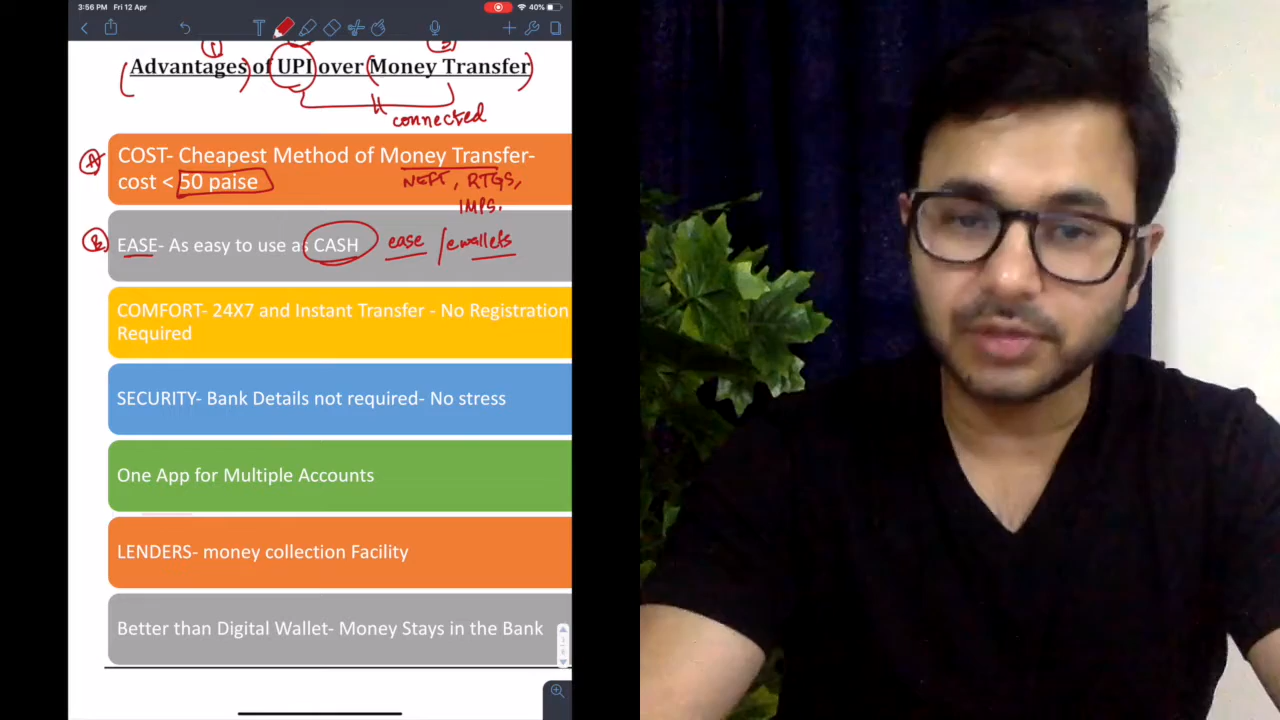 3:56 PM Fri 12 Apr
40%
T
① ③
(Advantages) of UPI over (Money Transfer)
connected
A COST- Cheapest Method of Money Transfer-
cost < 50 paise
NEFT, RTGS,
IMPS.
B EASE- As easy to use as CASH ease / ewallets
COMFORT- 24X7 and Instant Transfer - No Registration
Required
SECURITY- Bank Details not required- No stress
One App for Multiple Accounts
LENDERS- money collection Facility
Better than Digital Wallet- Money Stays in the Bank